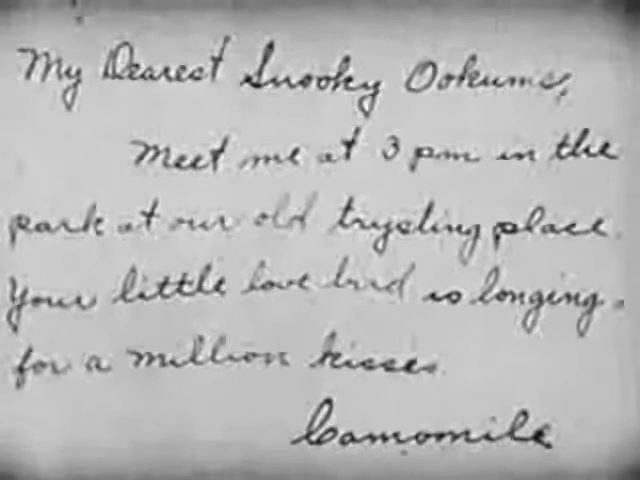 My Dearest Snooky Ookums,
Meet me at 3 pm in the
park at our old trysting place.
Your little love bird is longing
for a million kisses.
Camomile